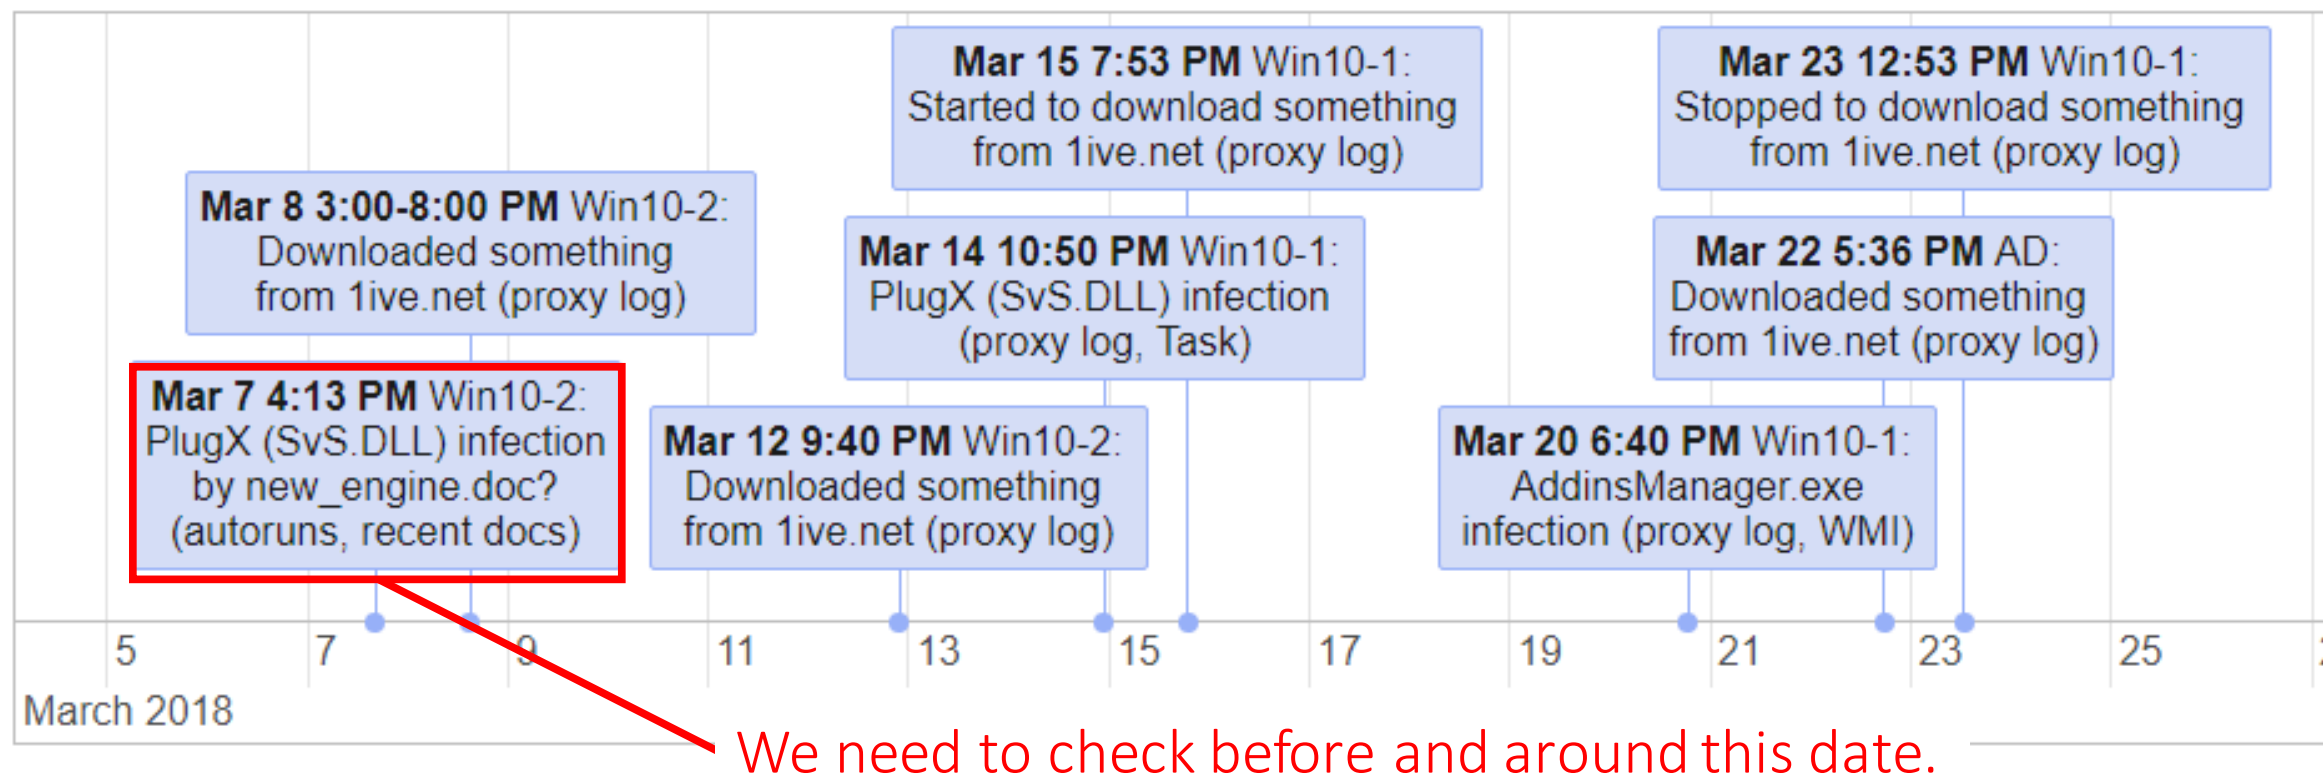 Mar 15 7:53 PM Win10-1:
Started to download something
from 1ive.net (proxy log)
Mar 23 12:53 PM Win10-1:
Stopped to download something
from 1ive.net (proxy log)
Mar 8 3:00-8:00 PM Win10-2:
Downloaded something
from 1ive.net (proxy log)
Mar 14 10:50 PM Win10-1:
PlugX (SvS.DLL) infection
(proxy log, Task)
Mar 22 5:36 PM AD:
Downloaded something
from 1ive.net (proxy log)
Mar 7 4:13 PM Win10-2:
PlugX (SvS.DLL) infection
by new_engine.doc?
(autoruns, recent docs)
Mar 12 9:40 PM Win10-2:
Downloaded something
from 1ive.net (proxy log)
Mar 20 6:40 PM Win10-1:
AddinsManager.exe
infection (proxy log, WMI)
5 7 9 11 13 15 17 19 21 23 25
March 2018
We need to check before and around this date.